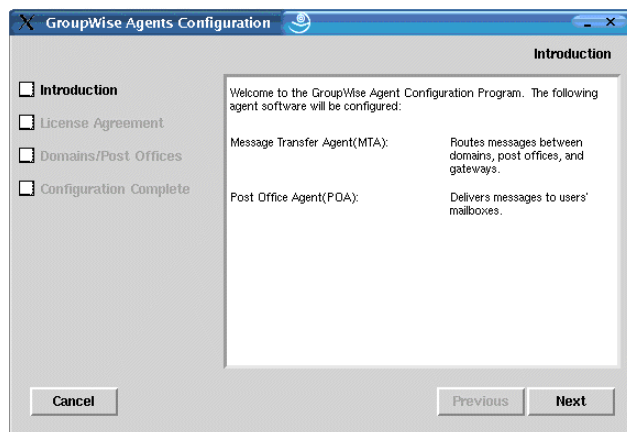 GroupWise Agents Configuration
Introduction
Introduction
License Agreement
Domains/Post Offices
Configuration Complete
Welcome to the GroupWise Agent Configuration Program. The following
agent software will be configured:
Message Transfer Agent(MTA):
Routes messages between
domains, post offices, and
gateways.
Post Office Agent(POA):
Delivers messages to users'
mailboxes.
Cancel
Previous
Next